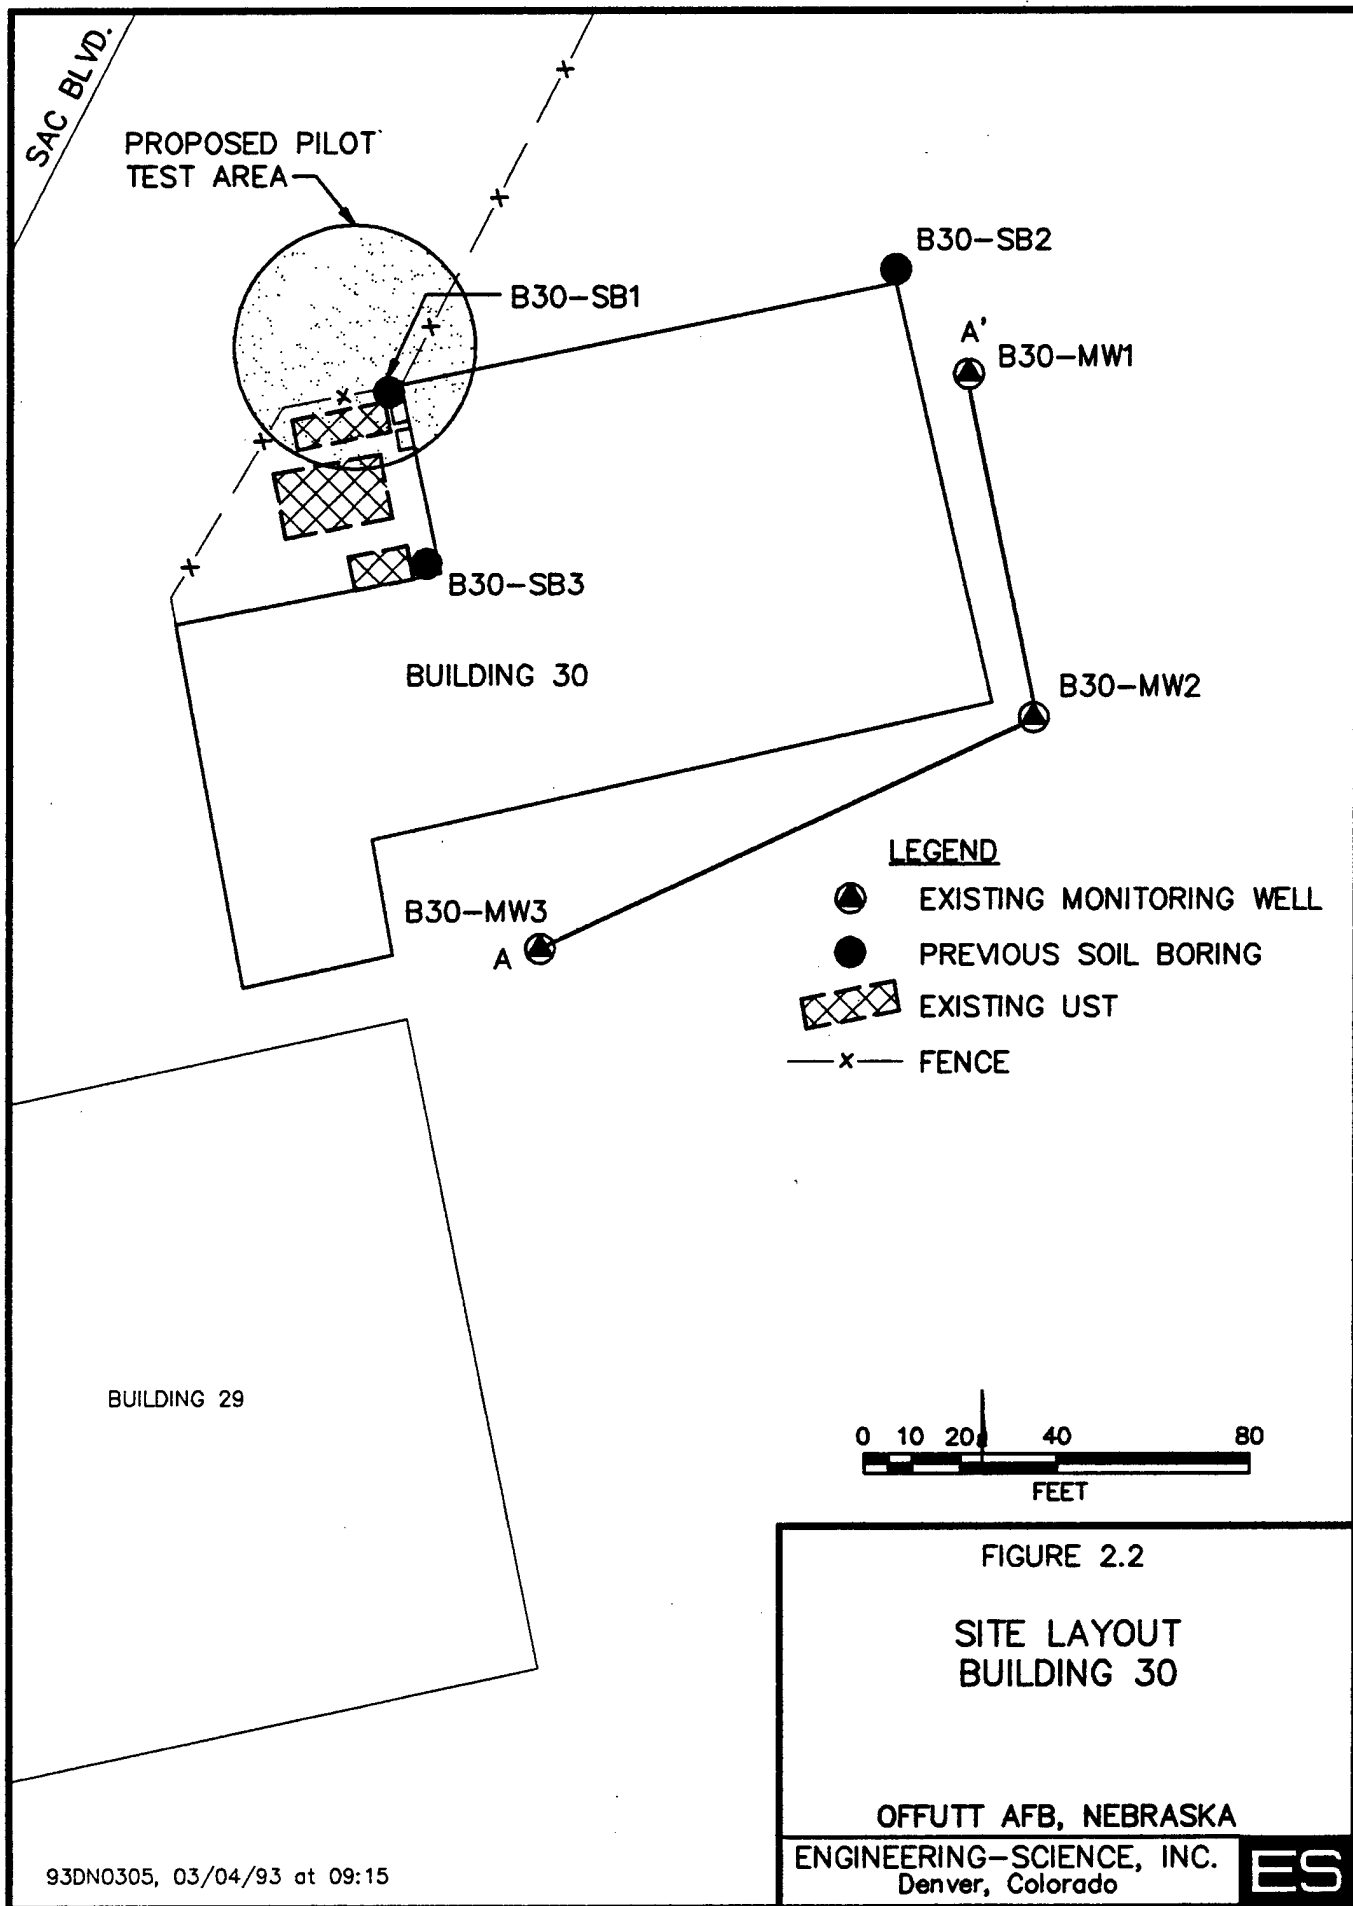 SAC BLVD.
PROPOSED PILOT
TEST AREA
B30-SB1
B30-SB2
A'
B30-MW1
B30-SB3
BUILDING 30
B30-MW2
B30-MW3
A
LEGEND
EXISTING MONITORING WELL
PREVIOUS SOIL BORING
EXISTING UST
x FENCE
BUILDING 29
0 10 20 40 80
FEET
FIGURE 2.2
SITE LAYOUT
BUILDING 30
OFFUTT AFB, NEBRASKA
ENGINEERING-SCIENCE, INC.
Denver, Colorado
ES
93DN0305, 03/04/93 at 09:15